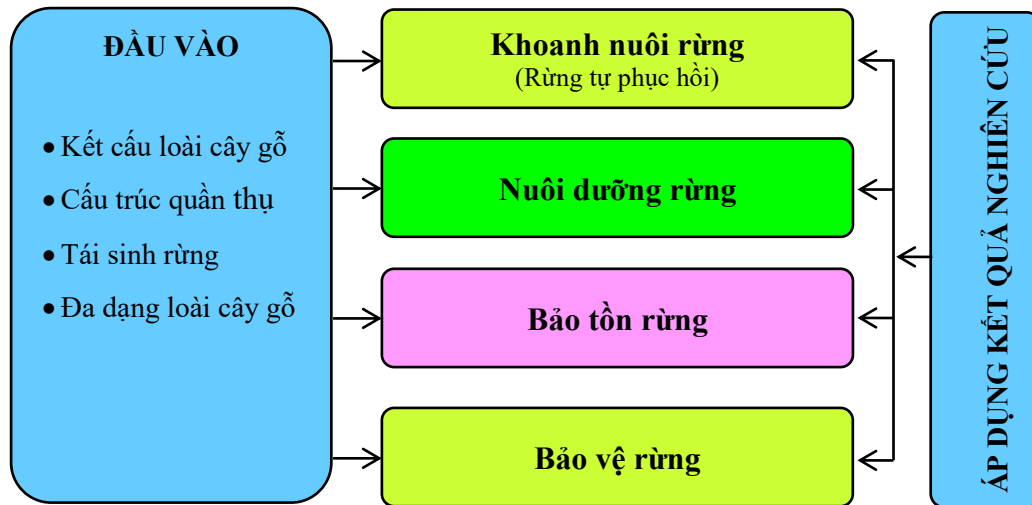 ĐẦU VÀO
• Kết cấu loài cây gỗ
• Cấu trúc quần thụ
• Tái sinh rừng
• Đa dạng loài cây gỗ
Khoanh nuôi rừng
(Rừng tự phục hồi)
Nuôi dưỡng rừng
Bảo tồn rừng
Bảo vệ rừng
ÁP DỤNG KẾT QUẢ NGHIÊN CỨU